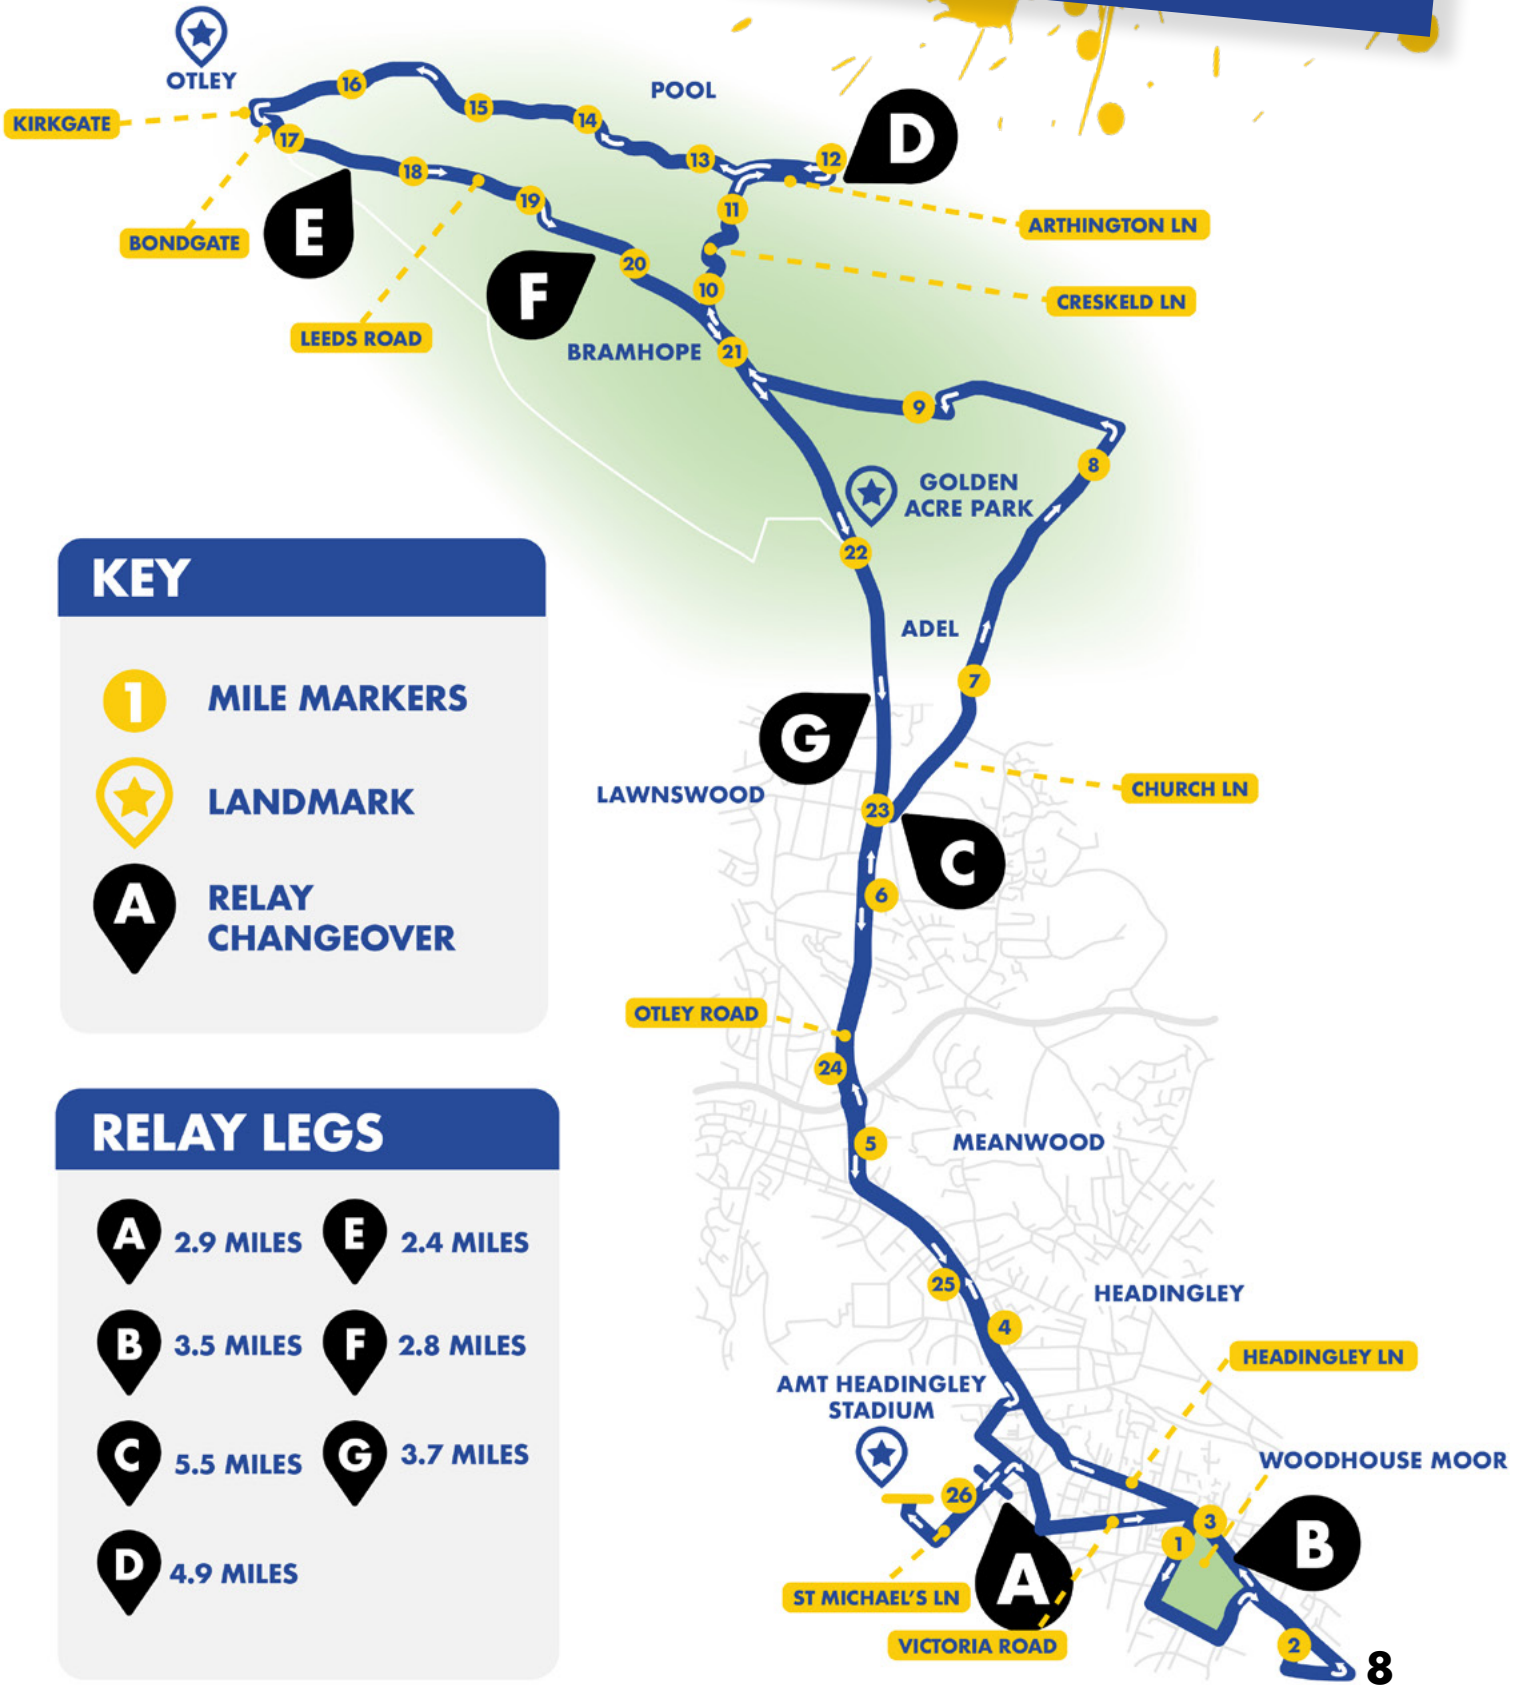 OTLEY
16
POOL
15
14
KIRKGATE
17
13
12
D
18
19
11
ARTHINGTON LN
BONDGATE
E
20
CRESKELD LN
F
10
LEEDS ROAD
BRAMHOPE
21
9
8
GOLDEN
ACRE PARK
22
KEY
1
MILE MARKERS
LANDMARK
A
RELAY
CHANGEOVER
ADEL
7
G
CHURCH LN
LAWNSWOOD
23
C
6
OTLEY ROAD
24
5
MEANWOOD
RELAY LEGS
A 2.9 MILES
E 2.4 MILES
B 3.5 MILES
F 2.8 MILES
C 5.5 MILES
G 3.7 MILES
D 4.9 MILES
25
HEADINGLEY
4
HEADINGLEY LN
AMT HEADINGLEY
STADIUM
WOODHOUSE MOOR
26
3
1
B
A
ST MICHAEL'S LN
VICTORIA ROAD
2
8